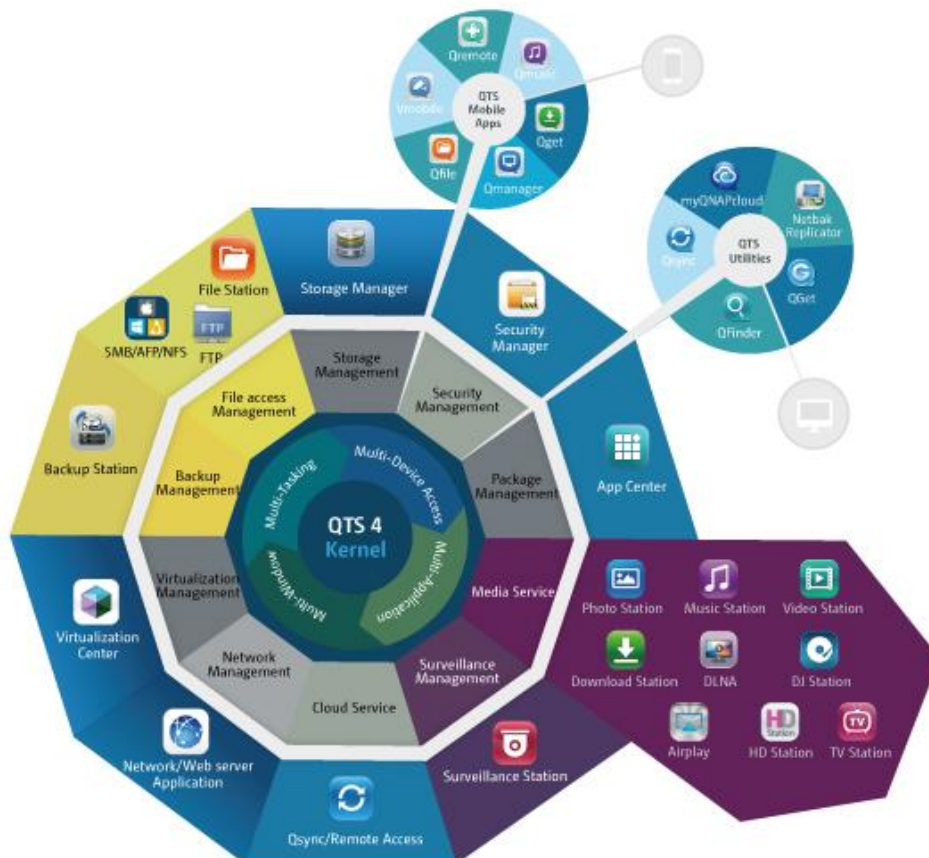 Qremote
Qmusic
Vmobile
QTS
Mobile
Apps
Qget
Qfile
Qmanager
myQNAPcloud
Netbak
Replicator
Qsync
QTS
Utilities
QGet
QFinder
File Station
Storage Manager
SMB/AFP/NFS
FTP
FTP
Security
Manager
Storage
Management
File access
Management
Security
Management
Backup Station
Backup
Management
Multi-Tasking
Multi-Device Access
Package
Management
App Center
QTS 4
Kernel
Multi-Window
Multi-Application
Virtualization
Management
Media Service
Virtualization
Center
Network
Management
Surveillance
Management
Cloud Service
Photo Station
Music Station
Video Station
Download Station
DLNA
DJ Station
HD
Station
TV
Airplay
HD Station
TV Station
Network/Web server
Application
Surveillance Station
Qsync/Remote Access